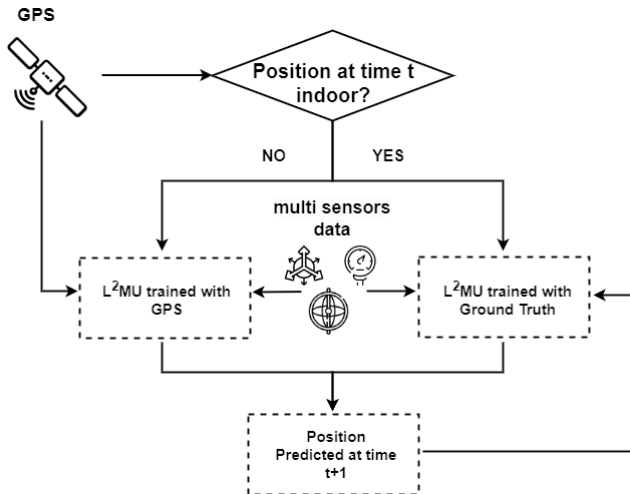 GPS
Position at time t
indoor?
NO
YES
multi sensors
data
L²MU trained with
GPS
L²MU trained with
Ground Truth
Position
Predicted at time
t+1